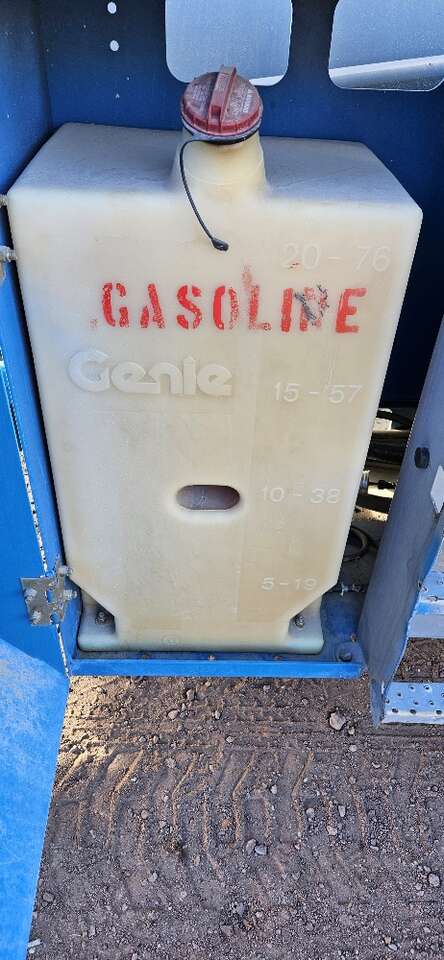 20-76
GASOLINE
Genie
15-57
10-38
5-19